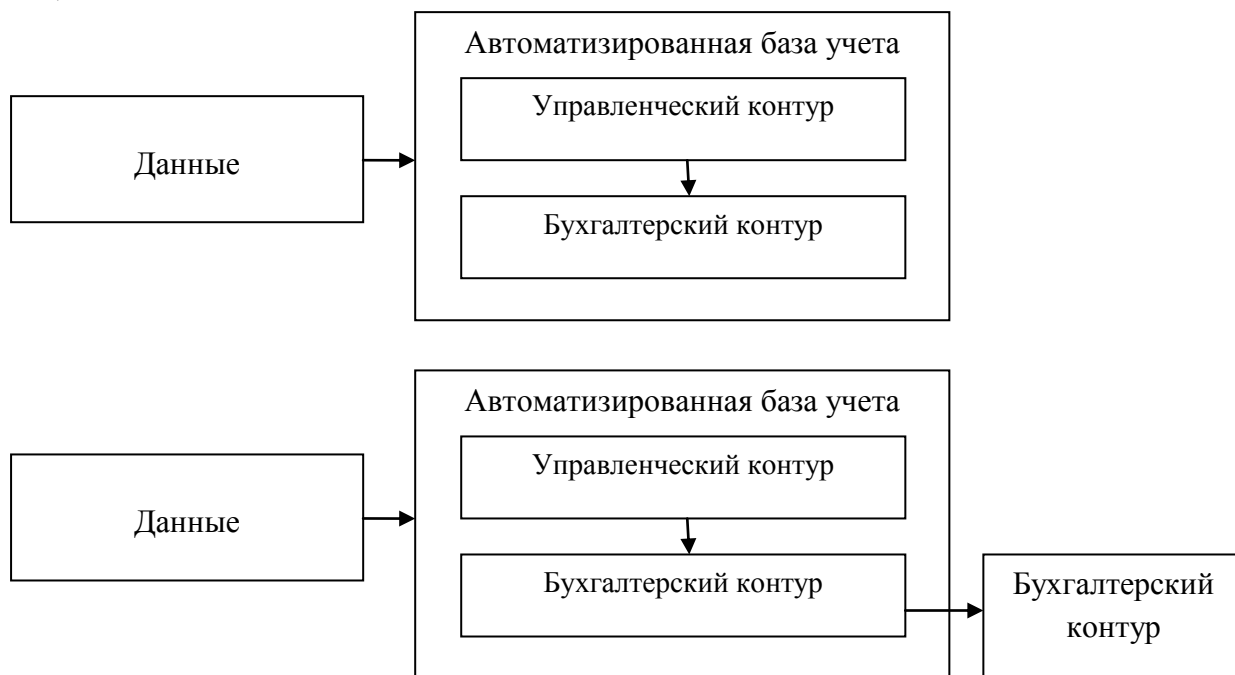 Автоматизированная база учета
Управленческий контур
Данные
Бухгалтерский контур
Автоматизированная база учета
Управленческий контур
Данные
Бухгалтерский контур
Бухгалтерский
контур